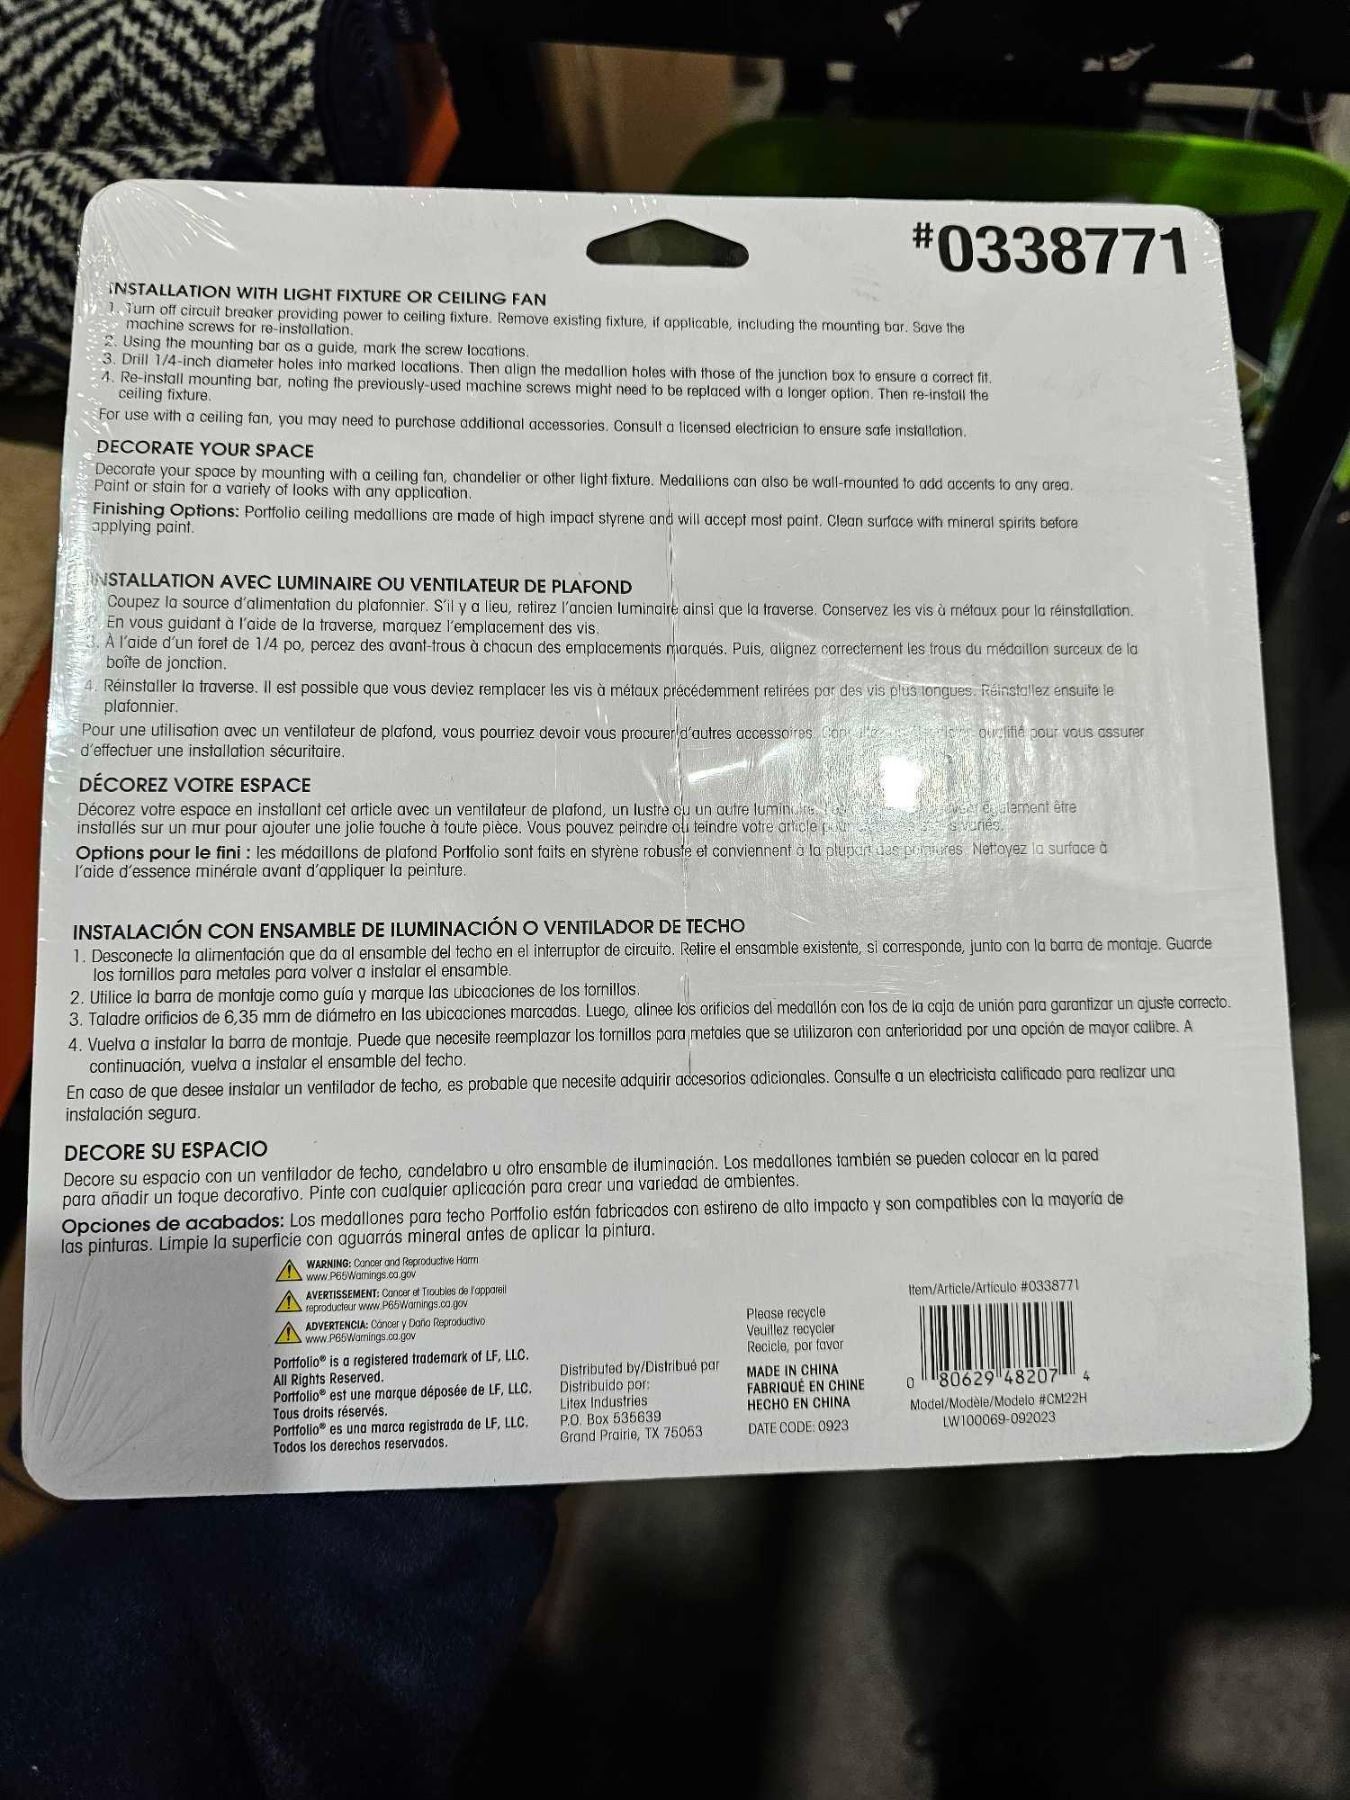 #0338771
INSTALLATION WITH LIGHT FIXTURE OR CEILING FAN
1. Turn off circuit breaker providing power to ceiling fixture. Remove existing fixture, if applicable, including the mounting bar. Save the
machine screws for re-installation.
2. Using the mounting bar as a guide, mark the screw locations.
3. Drill 1/4-inch diameter holes into marked locations. Then align the medallion holes with those of the junction box to ensure a correct fit.
4. Re-install mounting bar, noting the previously-used machine screws might need to be replaced with a longer option. Then re-install the
ceiling fixture.
For use with a ceiling fan, you may need to purchase additional accessories. Consult a licensed electrician to ensure safe installation.
DECORATE YOUR SPACE
Decorate your space by mounting with a ceiling fan, chandelier or other light fixture. Medallions can also be wall-mounted to add accents to any area.
Paint or stain for a variety of looks with any application.
Finishing Options: Portfolio ceiling medallions are made of high impact styrene and will accept most paint. Clean surface with mineral spirits before
applying paint.
INSTALLATION AVEC LUMINAIRE OU VENTILATEUR DE PLAFOND
Coupez la source d'alimentation du plafonnier. S'il y a lieu, retirez l'ancien luminaire ainsi que la traverse. Conservez les vis à métaux pour la réinstallation.
En vous guidant à l'aide de la traverse, marquez l'emplacement des vis.
3. À l'aide d'un foret de 1/4 po, percez des avant-trous à chacun des emplacements marqués. Puis, alignez correctement les trous du médaillon surceux de la
boîte de jonction.
4. Réinstaller la traverse. Il est possible que vous deviez remplacer les vis à métaux précédemment retirées par des vis plus longues. Réinstallez ensuite le
plafonnier.
Pour une utilisation avec un ventilateur de plafond, vous pourriez devoir vous procurer d'autres accessoires. qualifié pour vous assurer
d'effectuer une installation sécuritaire.
DÉCOREZ VOTRE ESPACE
Décorez votre espace en installant cet article avec un ventilateur de plafond, un lustre ou un autre luminaire. également être
installés sur un mur pour ajouter une jolie touche à toute pièce. Vous pouvez peindre ou teindre votre article pour variés.
Options pour le fini : les médaillons de plafond Portfolio sont faits en styrène robuste et conviennent à la plupart des peintures. Nettoyez la surface à
l'aide d'essence minérale avant d'appliquer la peinture.
INSTALACIÓN CON ENSAMBLE DE ILUMINACIÓN O VENTILADOR DE TECHO
1. Desconecte la alimentación que da al ensamble del techo en el interruptor de circuito. Retire el ensamble existente, si corresponde, junto con la barra de montaje. Guarde
los tornillos para metales para volver a instalar el ensamble.
2. Utilice la barra de montaje como guía y marque las ubicaciones de los tornillos.
3. Taladre orificios de 6,35 mm de diámetro en las ubicaciones marcadas. Luego, alinee los orificios del medallón con los de la caja de unión para garantizar un ajuste correcto.
4. Vuelva a instalar la barra de montaje. Puede que necesite reemplazar los tornillos para metales que se utilizaron con anterioridad por una opción de mayor calibre. A
continuación, vuelva a instalar el ensamble del techo.
En caso de que desee instalar un ventilador de techo, es probable que necesite adquirir accesorios adicionales. Consulte a un electricista calificado para realizar una
instalación segura.
DECORE SU ESPACIO
Decore su espacio con un ventilador de techo, candelabro u otro ensamble de iluminación. Los medallones también se pueden colocar en la pared
para añadir un toque decorativo. Pinte con cualquier aplicación para crear una variedad de ambientes.
Opciones de acabados: Los medallones para techo Portfolio están fabricados con estireno de alto impacto y son compatibles con la mayoría de
las pinturas. Limpie la superficie con aguarrás mineral antes de aplicar la pintura.
WARNING: Cancer and Reproductive Harm
www.P65Warnings.ca.gov
AVERTISSEMENT: Cancer et Troubles de l'appareil
reproducteur www.P65Warnings.ca.gov
ADVERTENCIA: Cáncer y Daño Reproductivo
www.P65Warnings.ca.gov
Portfolio® is a registered trademark of LF, LLC.
All Rights Reserved.
Portfolio® est une marque déposée de LF, LLC.
Tous droits réservés.
Portfolio® es una marca registrada de LF, LLC.
Todos los derechos reservados.
Distributed by/Distribué par
Distribuido por:
Litex Industries
P.O. Box 535639
Grand Prairie, TX 75053
Please recycle
Veuillez recycler
Recicle, por favor
MADE IN CHINA
FABRIQUÉ EN CHINE
HECHO EN CHINA
DATE CODE: 0923
Item/Article/Artículo #0338771
0 80629 48207 4
Model/Modèle/Modelo #CM22H
LW100069-092023